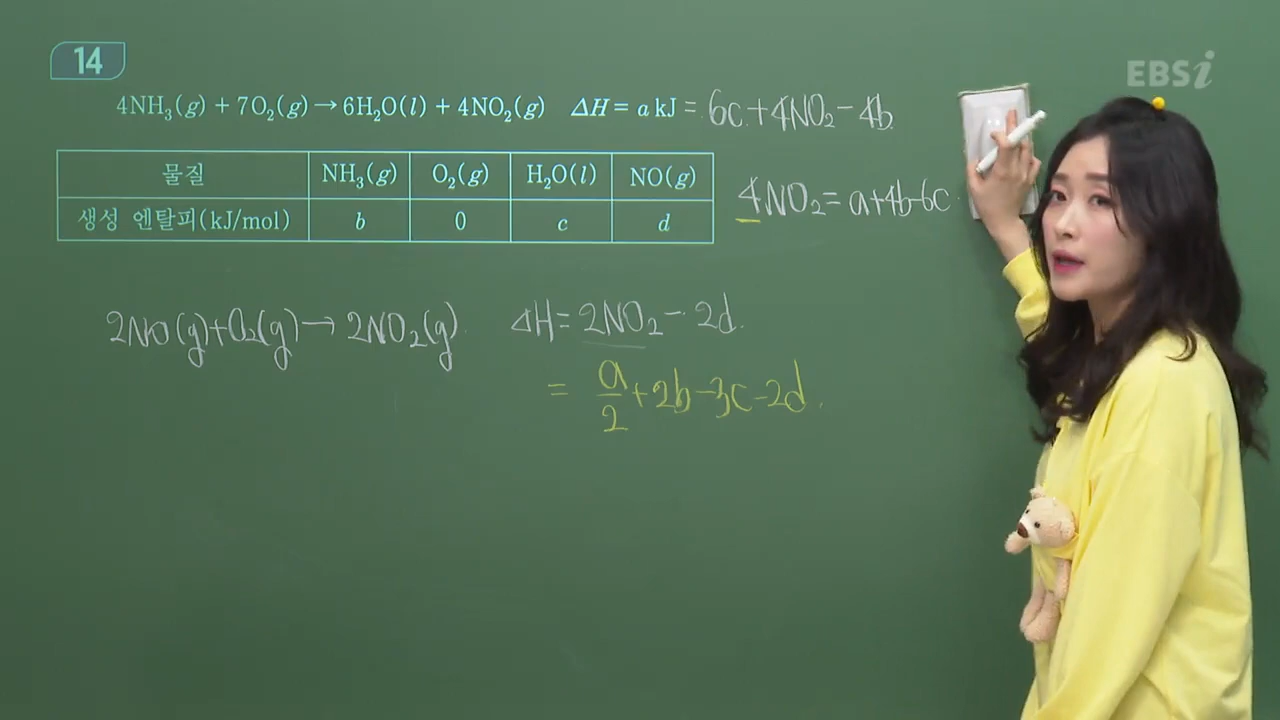 14
EBSi
4NH₃(g) + 7O₂(g) → 6H₂O(l) + 4NO₂(g) ΔH = a kJ = 6c + 4NO₂ - 4b
물질 NH₃(g) O₂(g) H₂O(l) NO(g)
생성 엔탈피(kJ/mol) b 0 c d
4NO₂ = a+4b-6c
2NO(g)+O₂(g) → 2NO₂(g) ΔH = 2NO₂ - 2d.
= a/2 + 2b - 3c - 2d.